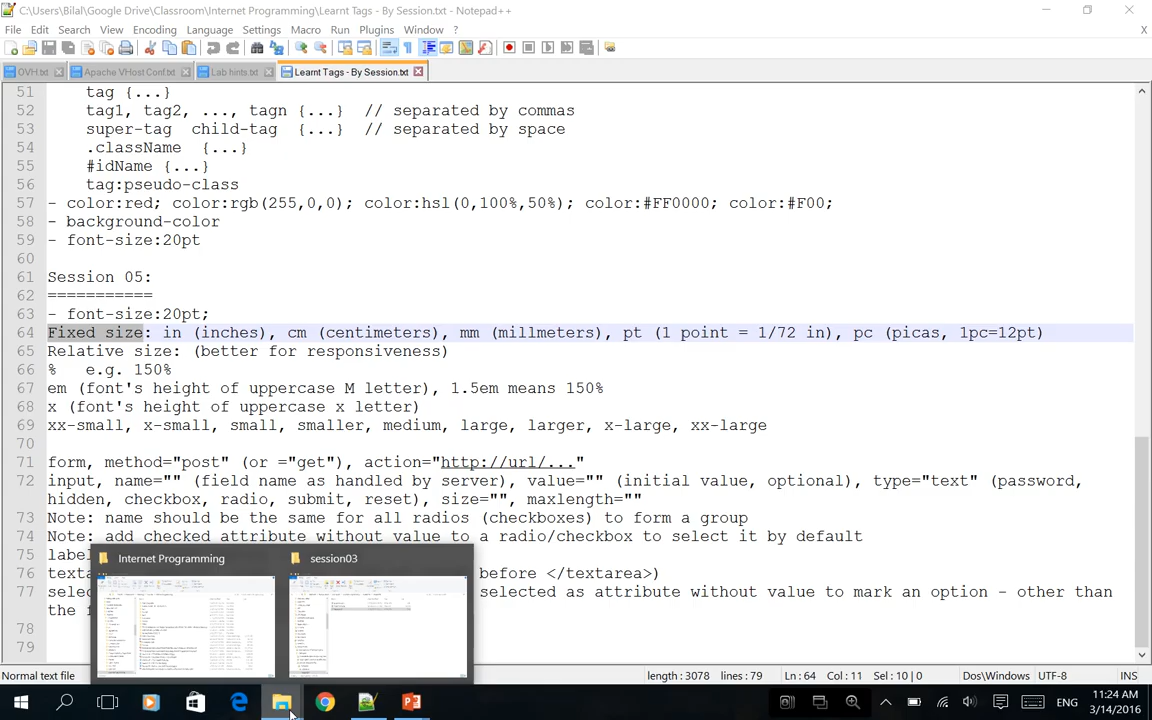 C:\Users\Bilal\Google Drive\Classroom\Internet Programming\Learnt Tags - By Session.txt - Notepad++
File Edit Search View Encoding Language Settings Macro Run Plugins Window ?
X
OVH.txt Apache VHost Conf.txt Lab hints.txt Learnt Tags - By Session.txt
51 tag {...}
52 tag1, tag2, ..., tagn {...} // separated by commas
53 super-tag child-tag {...} // separated by space
54 .className {...}
55 #idName {...}
56 tag:pseudo-class
57 - color:red; color:rgb(255,0,0); color:hsl(0,100%,50%); color:#FF0000; color:#F00;
58 - background-color
59 - font-size:20pt
60
61 Session 05:
62 ===========
63 - font-size:20pt;
64 Fixed size: in (inches), cm (centimeters), mm (millmeters), pt (1 point = 1/72 in), pc (picas, 1pc=12pt)
65 Relative size: (better for responsiveness)
66 % e.g. 150%
67 em (font's height of uppercase M letter), 1.5em means 150%
68 x (font's height of uppercase x letter)
69 xx-small, x-small, small, smaller, medium, large, larger, x-large, xx-large
70
71 form, method="post" (or ="get"), action="http://url/..."
72 input, name="" (field name as handled by server), value="" (initial value, optional), type="text" (password,
hidden, checkbox, radio, submit, reset), size="", maxlength=""
73 Note: name should be the same for all radios (checkboxes) to form a group
74 Note: add checked attribute without value to a radio/checkbox to select it by default
75 labe
76 texta before </textarea>)
77 selec selected as attribute without value to mark an option - other than
the f
78
79
Internet Programming session03
Normal text file length : 3078 lines : 79 Ln : 64 Col : 11 Sel : 10 | 0 Dos\Windows UTF-8 INS
ENG 11:24 AM
3/14/2016